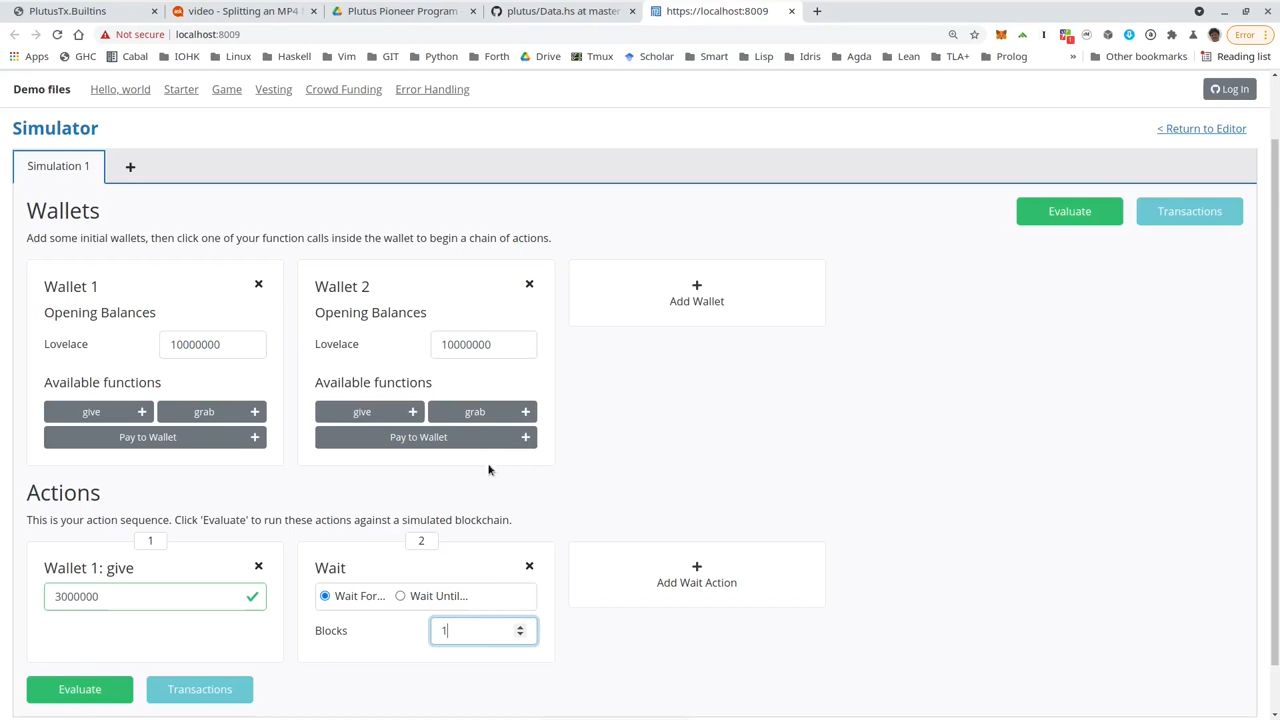 PlutusTx.Builtins
video - Splitting an MP4
Plutus Pioneer Program -
plutus/Data.hs at master
https://localhost:8009
Not secure
localhost:8009
Error
Apps GHC Cabal IOHK Linux Haskell Vim GIT Python Forth Drive Tmux Scholar Smart Lisp Idris Agda Lean TLA+ Prolog » Other bookmarks Reading list
Demo files Hello, world Starter Game Vesting Crowd Funding Error Handling Log In
Simulator < Return to Editor
Simulation 1 +
Wallets Evaluate Transactions
Add some initial wallets, then click one of your function calls inside the wallet to begin a chain of actions.
Wallet 1
Opening Balances
Lovelace 10000000
Available functions
give + grab +
Pay to Wallet +
Wallet 2
Opening Balances
Lovelace 10000000
Available functions
give + grab +
Pay to Wallet +
+
Add Wallet
Actions
This is your action sequence. Click 'Evaluate' to run these actions against a simulated blockchain.
1
Wallet 1: give
3000000
2
Wait
Wait For... Wait Until...
Blocks 1
+
Add Wait Action
Evaluate Transactions